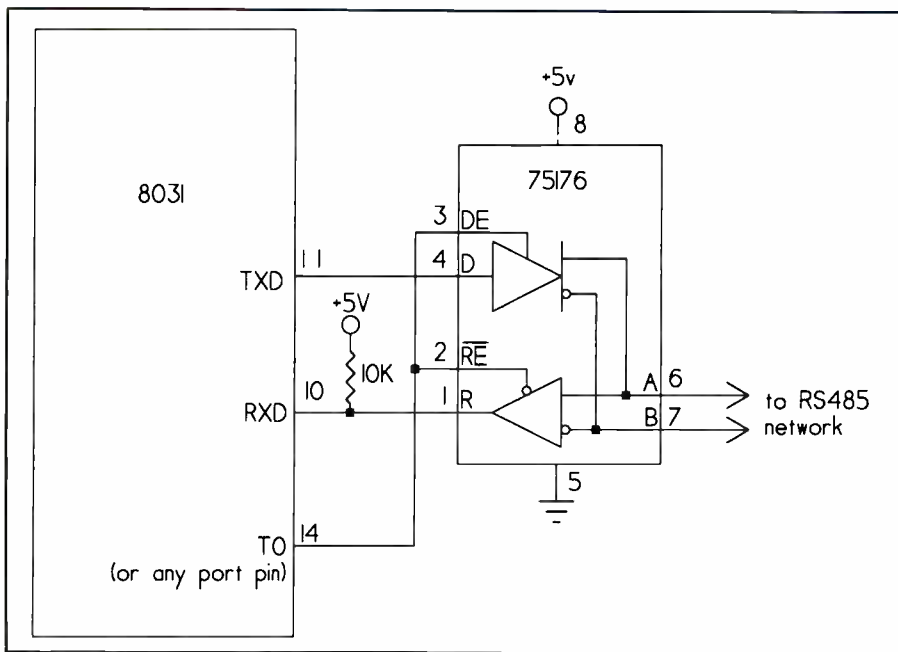 +5v
8
75176
8031
3 DE
11
4 D
TXD
+5V
2 RE
10K
A 6
10
1 R
to RS485
RXD
B 7
network
5
14
T0
(or any port pin)